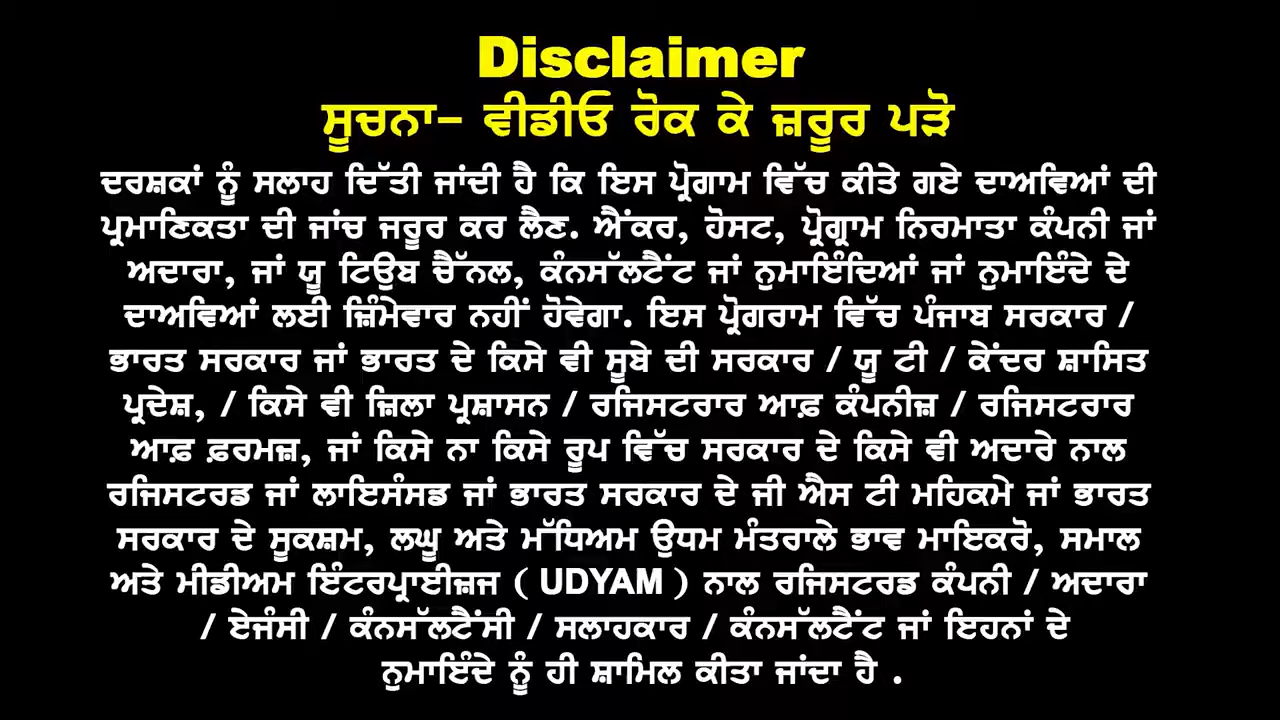 Disclaimer
ਸੂਚਨਾ- ਵੀਡੀਓ ਰੋਕ ਕੇ ਜ਼ਰੂਰ ਪੜੋ
ਦਰਸ਼ਕਾਂ ਨੂੰ ਸਲਾਹ ਦਿੱਤੀ ਜਾਂਦੀ ਹੈ ਕਿ ਇਸ ਪ੍ਰੋਗਾਮ ਵਿੱਚ ਕੀਤੇ ਗਏ ਦਾਅਵਿਆਂ ਦੀ
ਪ੍ਰਮਾਣਿਕਤਾ ਦੀ ਜਾਂਚ ਜਰੂਰ ਕਰ ਲੈਣ. ਐਂਕਰ, ਹੋਸਟ, ਪ੍ਰੋਗ੍ਰਾਮ ਨਿਰਮਾਤਾ ਕੰਪਨੀ ਜਾਂ
ਅਦਾਰਾ, ਜਾਂ ਯੂ ਟਿਉਬ ਚੈੱਨਲ, ਕੰਨਸੱਲਟੈਂਟ ਜਾਂ ਨੁਮਾਇੰਦਿਆਂ ਜਾਂ ਨੁਮਾਇੰਦੇ ਦੇ
ਦਾਅਵਿਆਂ ਲਈ ਜ਼ਿੰਮੇਵਾਰ ਨਹੀਂ ਹੋਵੇਗਾ. ਇਸ ਪ੍ਰੋਗਰਾਮ ਵਿੱਚ ਪੰਜਾਬ ਸਰਕਾਰ /
ਭਾਰਤ ਸਰਕਾਰ ਜਾਂ ਭਾਰਤ ਦੇ ਕਿਸੇ ਵੀ ਸੂਬੇ ਦੀ ਸਰਕਾਰ / ਯੂ ਟੀ / ਕੇਂਦਰ ਸ਼ਾਸਿਤ
ਪ੍ਰਦੇਸ਼, / ਕਿਸੇ ਵੀ ਜ਼ਿਲਾ ਪ੍ਰਸ਼ਾਸਨ / ਰਜਿਸਟਰਾਰ ਆਫ਼ ਕੰਪਨੀਜ਼ / ਰਜਿਸਟਰਾਰ
ਆਫ਼ ਫ਼ਰਮਜ਼, ਜਾਂ ਕਿਸੇ ਨਾ ਕਿਸੇ ਰੂਪ ਵਿੱਚ ਸਰਕਾਰ ਦੇ ਕਿਸੇ ਵੀ ਅਦਾਰੇ ਨਾਲ
ਰਜਿਸਟਰਡ ਜਾਂ ਲਾਇਸੰਸਡ ਜਾਂ ਭਾਰਤ ਸਰਕਾਰ ਦੇ ਜੀ ਐਸ ਟੀ ਮਹਿਕਮੇ ਜਾਂ ਭਾਰਤ
ਸਰਕਾਰ ਦੇ ਸੂਕਸ਼ਮ, ਲਘੂ ਅਤੇ ਮੱਧਿਅਮ ਉਧਮ ਮੰਤਰਾਲੇ ਭਾਵ ਮਾਇਕਰੋ, ਸਮਾਲ
ਅਤੇ ਮੀਡੀਅਮ ਇੰਟਰਪ੍ਰਾਈਜ਼ਜ ( UDYAM ) ਨਾਲ ਰਜਿਸਟਰਡ ਕੰਪਨੀ / ਅਦਾਰਾ
/ ਏਜੰਸੀ / ਕੰਨਸੱਲਟੈਂਸੀ / ਸਲਾਹਕਾਰ / ਕੰਨਸੱਲਟੈਂਟ ਜਾਂ ਇਹਨਾਂ ਦੇ
ਨੁਮਾਇੰਦੇ ਨੂੰ ਹੀ ਸ਼ਾਮਿਲ ਕੀਤਾ ਜਾਂਦਾ ਹੈ .